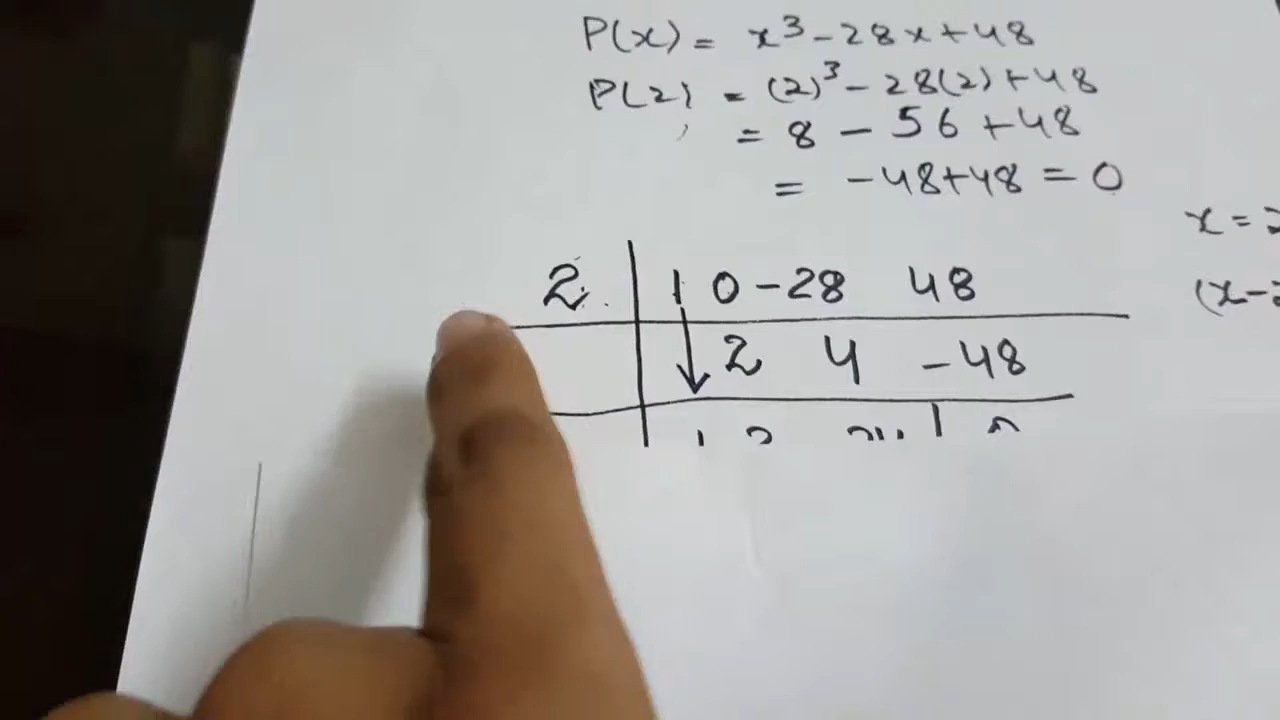 P(x) = x³ - 28x + 48
P(2) = (2)³ - 28(2) + 48
= 8 - 56 + 48
= -48+48 = 0
x =
2 1 0 -28 48
(x-
2 4 -48